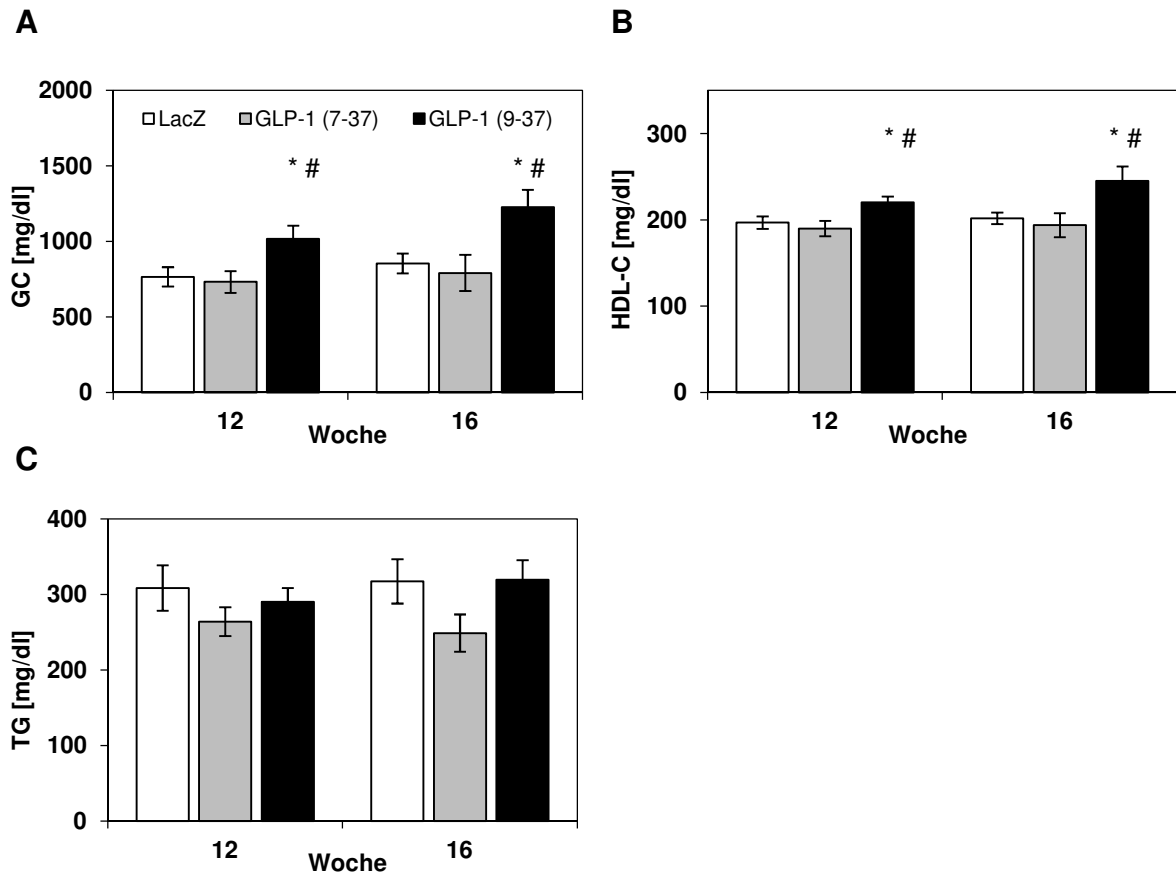 A
GC [mg/dl]
2000
1500
1000
500
0
LacZ GLP-1 (7-37) GLP-1 (9-37)
* # * #
12 16
Woche
B
HDL-C [mg/dl]
300
200
100
0
* # * #
12 16
Woche
C
TG [mg/dl]
400
300
200
100
0
12 16
Woche